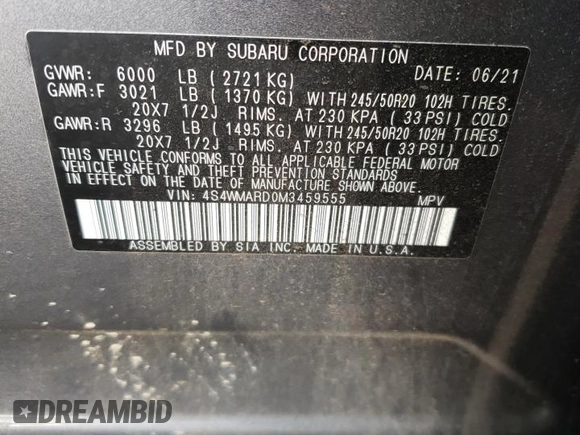 MFD BY SUBARU CORPORATION
GVWR: 6000 LB ( 2721 KG) DATE: 06/21
GAWR:F 3021 LB ( 1370 KG) WITH 245/50R20 102H TIRES.
20X7 1/2J RIMS. AT 230 KPA ( 33 PSI) COLD
GAWR:R 3296 LB ( 1495 KG) WITH 245/50R20 102H TIRES.
20X7 1/2J RIMS. AT 230 KPA ( 33 PSI) COLD
THIS VEHICLE CONFORMS TO ALL APPLICABLE FEDERAL MOTOR
VEHICLE SAFETY AND THEFT PREVENTION STANDARDS
IN EFFECT ON THE DATE OF MANUFACTURE SHOWN ABOVE.
VIN: 4S4WMARD0M3459555 MPV
ASSEMBLED BY SIA INC. MADE IN U.S.A.
DREAMBID